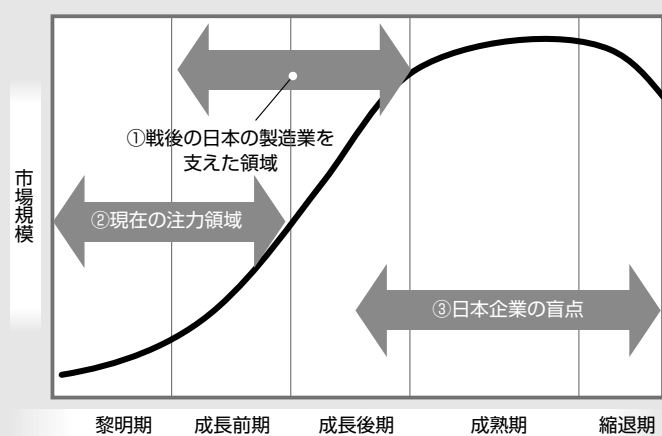 ①戦後の日本の製造業を
支えた領域
市場規模
②現在の注力領域
③日本企業の盲点
黎明期
成長前期
成長後期
成熟期
縮退期